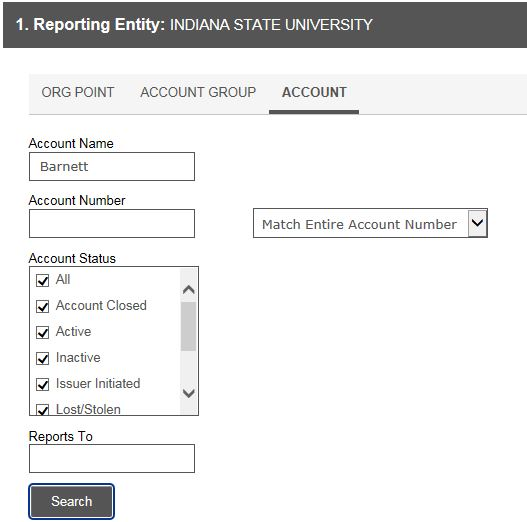 1. Reporting Entity: INDIANA STATE UNIVERSITY
ORG POINT ACCOUNT GROUP ACCOUNT
Account Name
Barnett
Account Number
Match Entire Account Number
Account Status
All
Account Closed
Active
Inactive
Issuer Initiated
Lost/Stolen
Reports To
Search